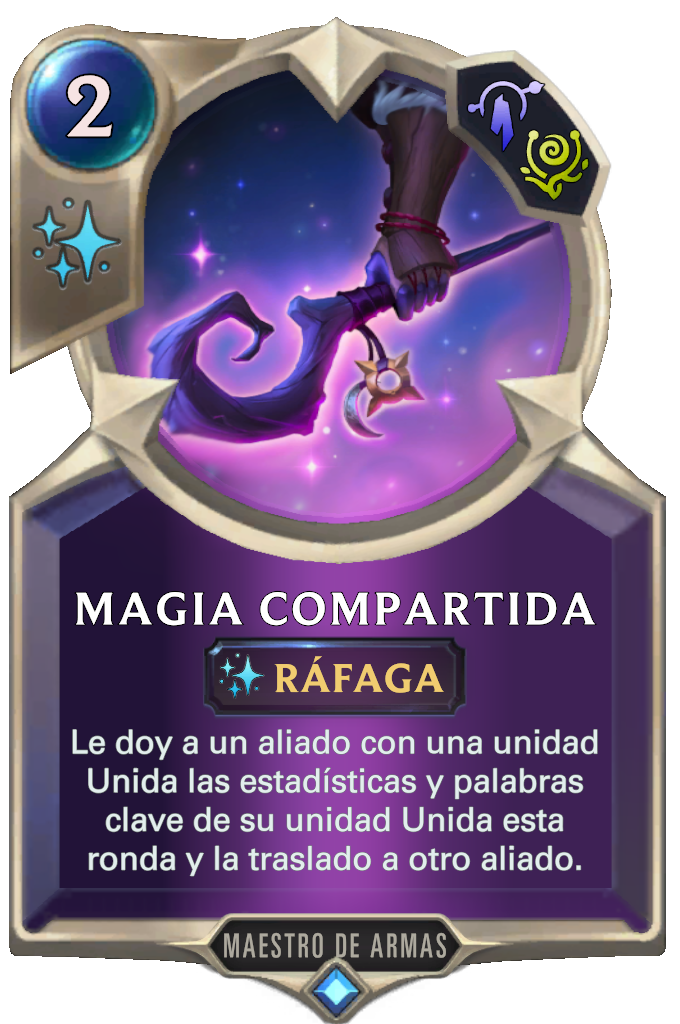 2
MAGIA COMPARTIDA
RÁFAGA
Le doy a un aliado con una unidad
Unida las estadísticas y palabras
clave de su unidad Unida esta
ronda y la traslado a otro aliado.
MAESTRO DE ARMAS